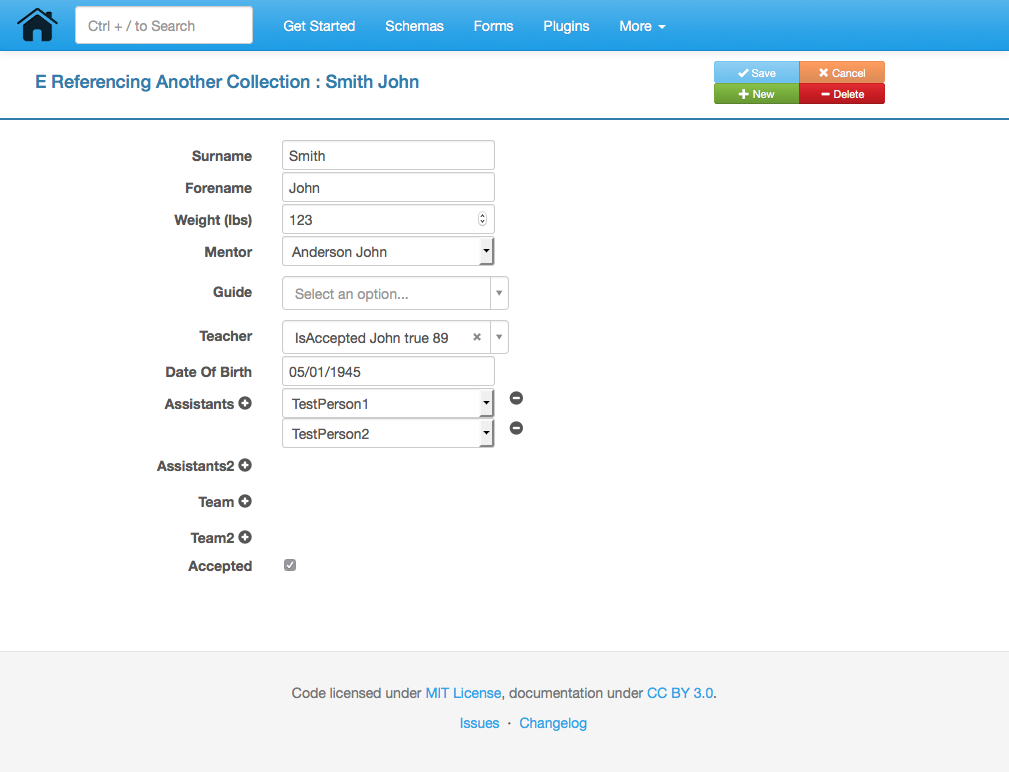 Ctrl + / to Search Get Started Schemas Forms Plugins More
E Referencing Another Collection : Smith John
Save Cancel
New Delete
Surname Smith
Forename John
Weight (lbs) 123
Mentor Anderson John
Guide Select an option...
Teacher IsAccepted John true 89
Date Of Birth 05/01/1945
Assistants TestPerson1
TestPerson2
Assistants2
Team
Team2
Accepted
Code licensed under MIT License, documentation under CC BY 3.0.
Issues · Changelog